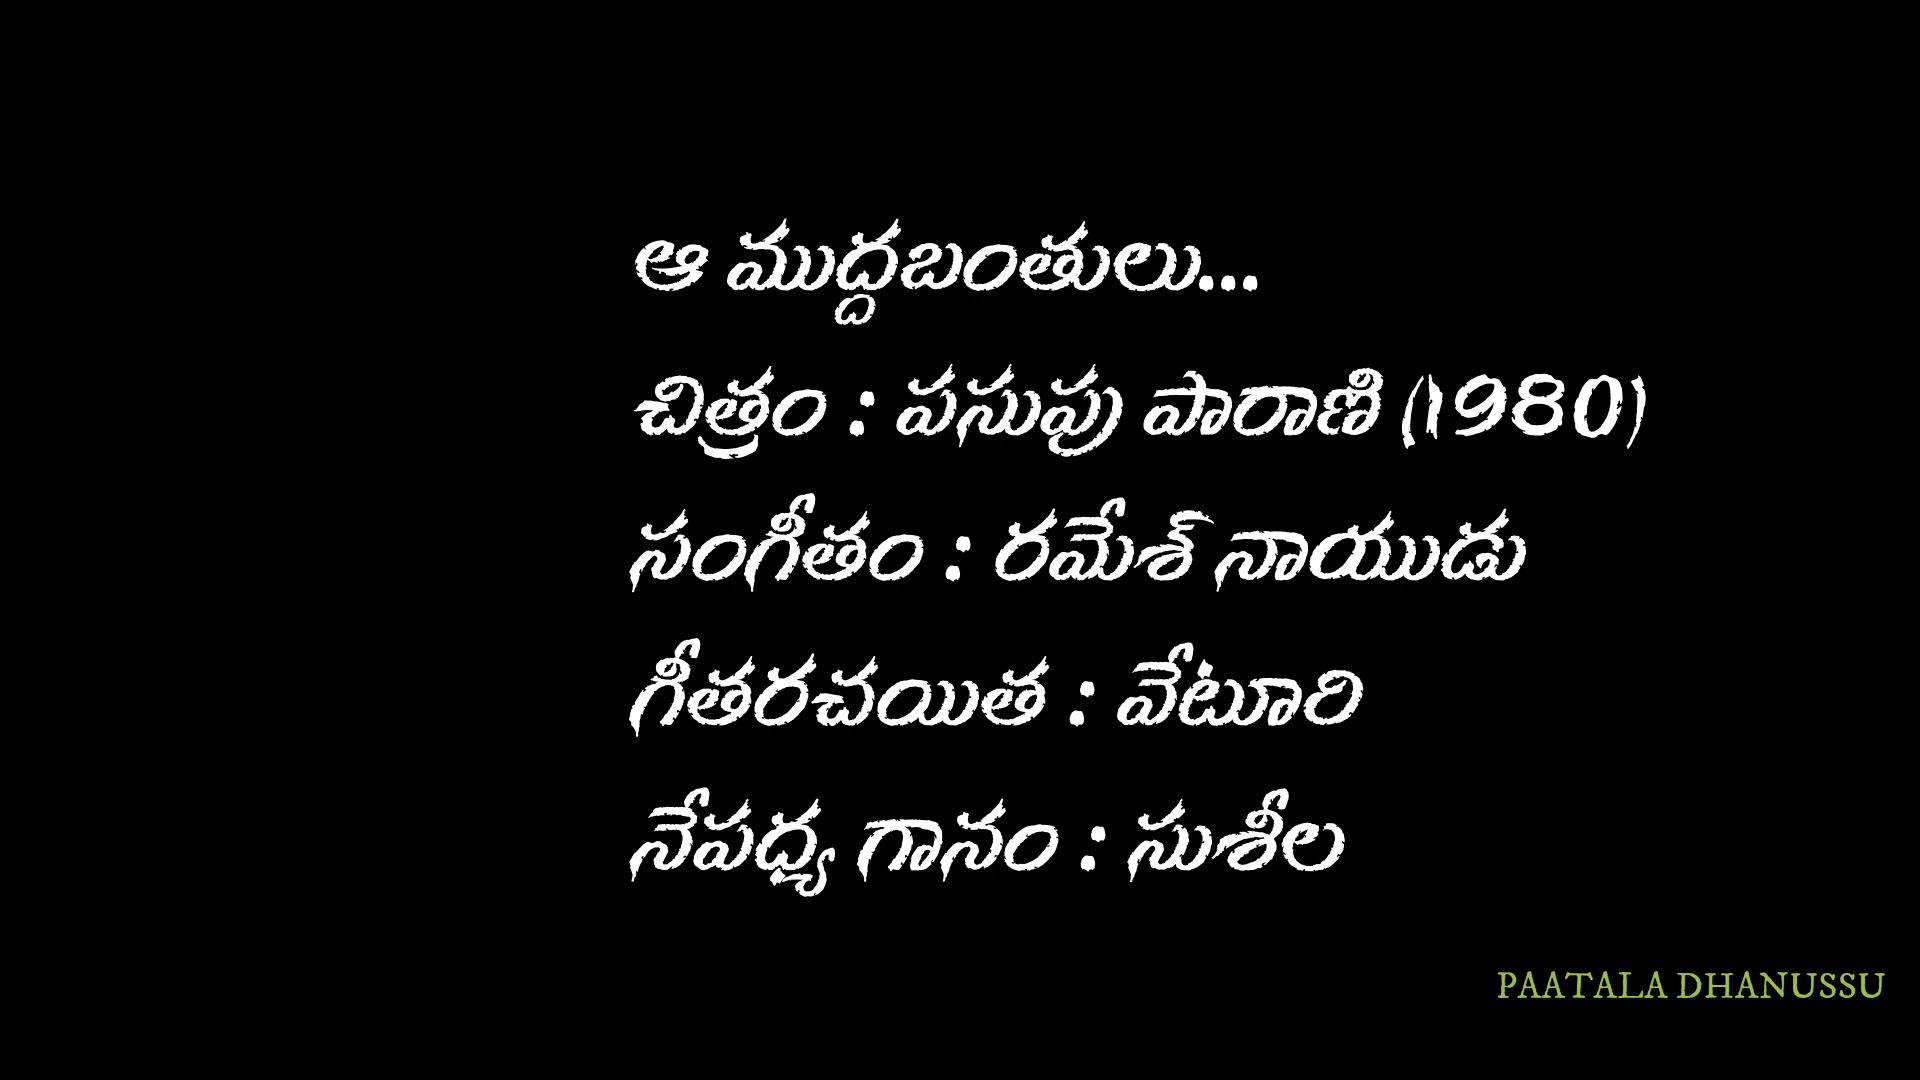 ఆ ముద్దబంతులు...
చిత్రం : పసుపు పారాణి (1980)
సంగీతం : రమేశ్ నాయుడు
గీతరచయిత : వేటూరి
నేపధ్య గానం : సుశీల
PAATALA DHANUSSU